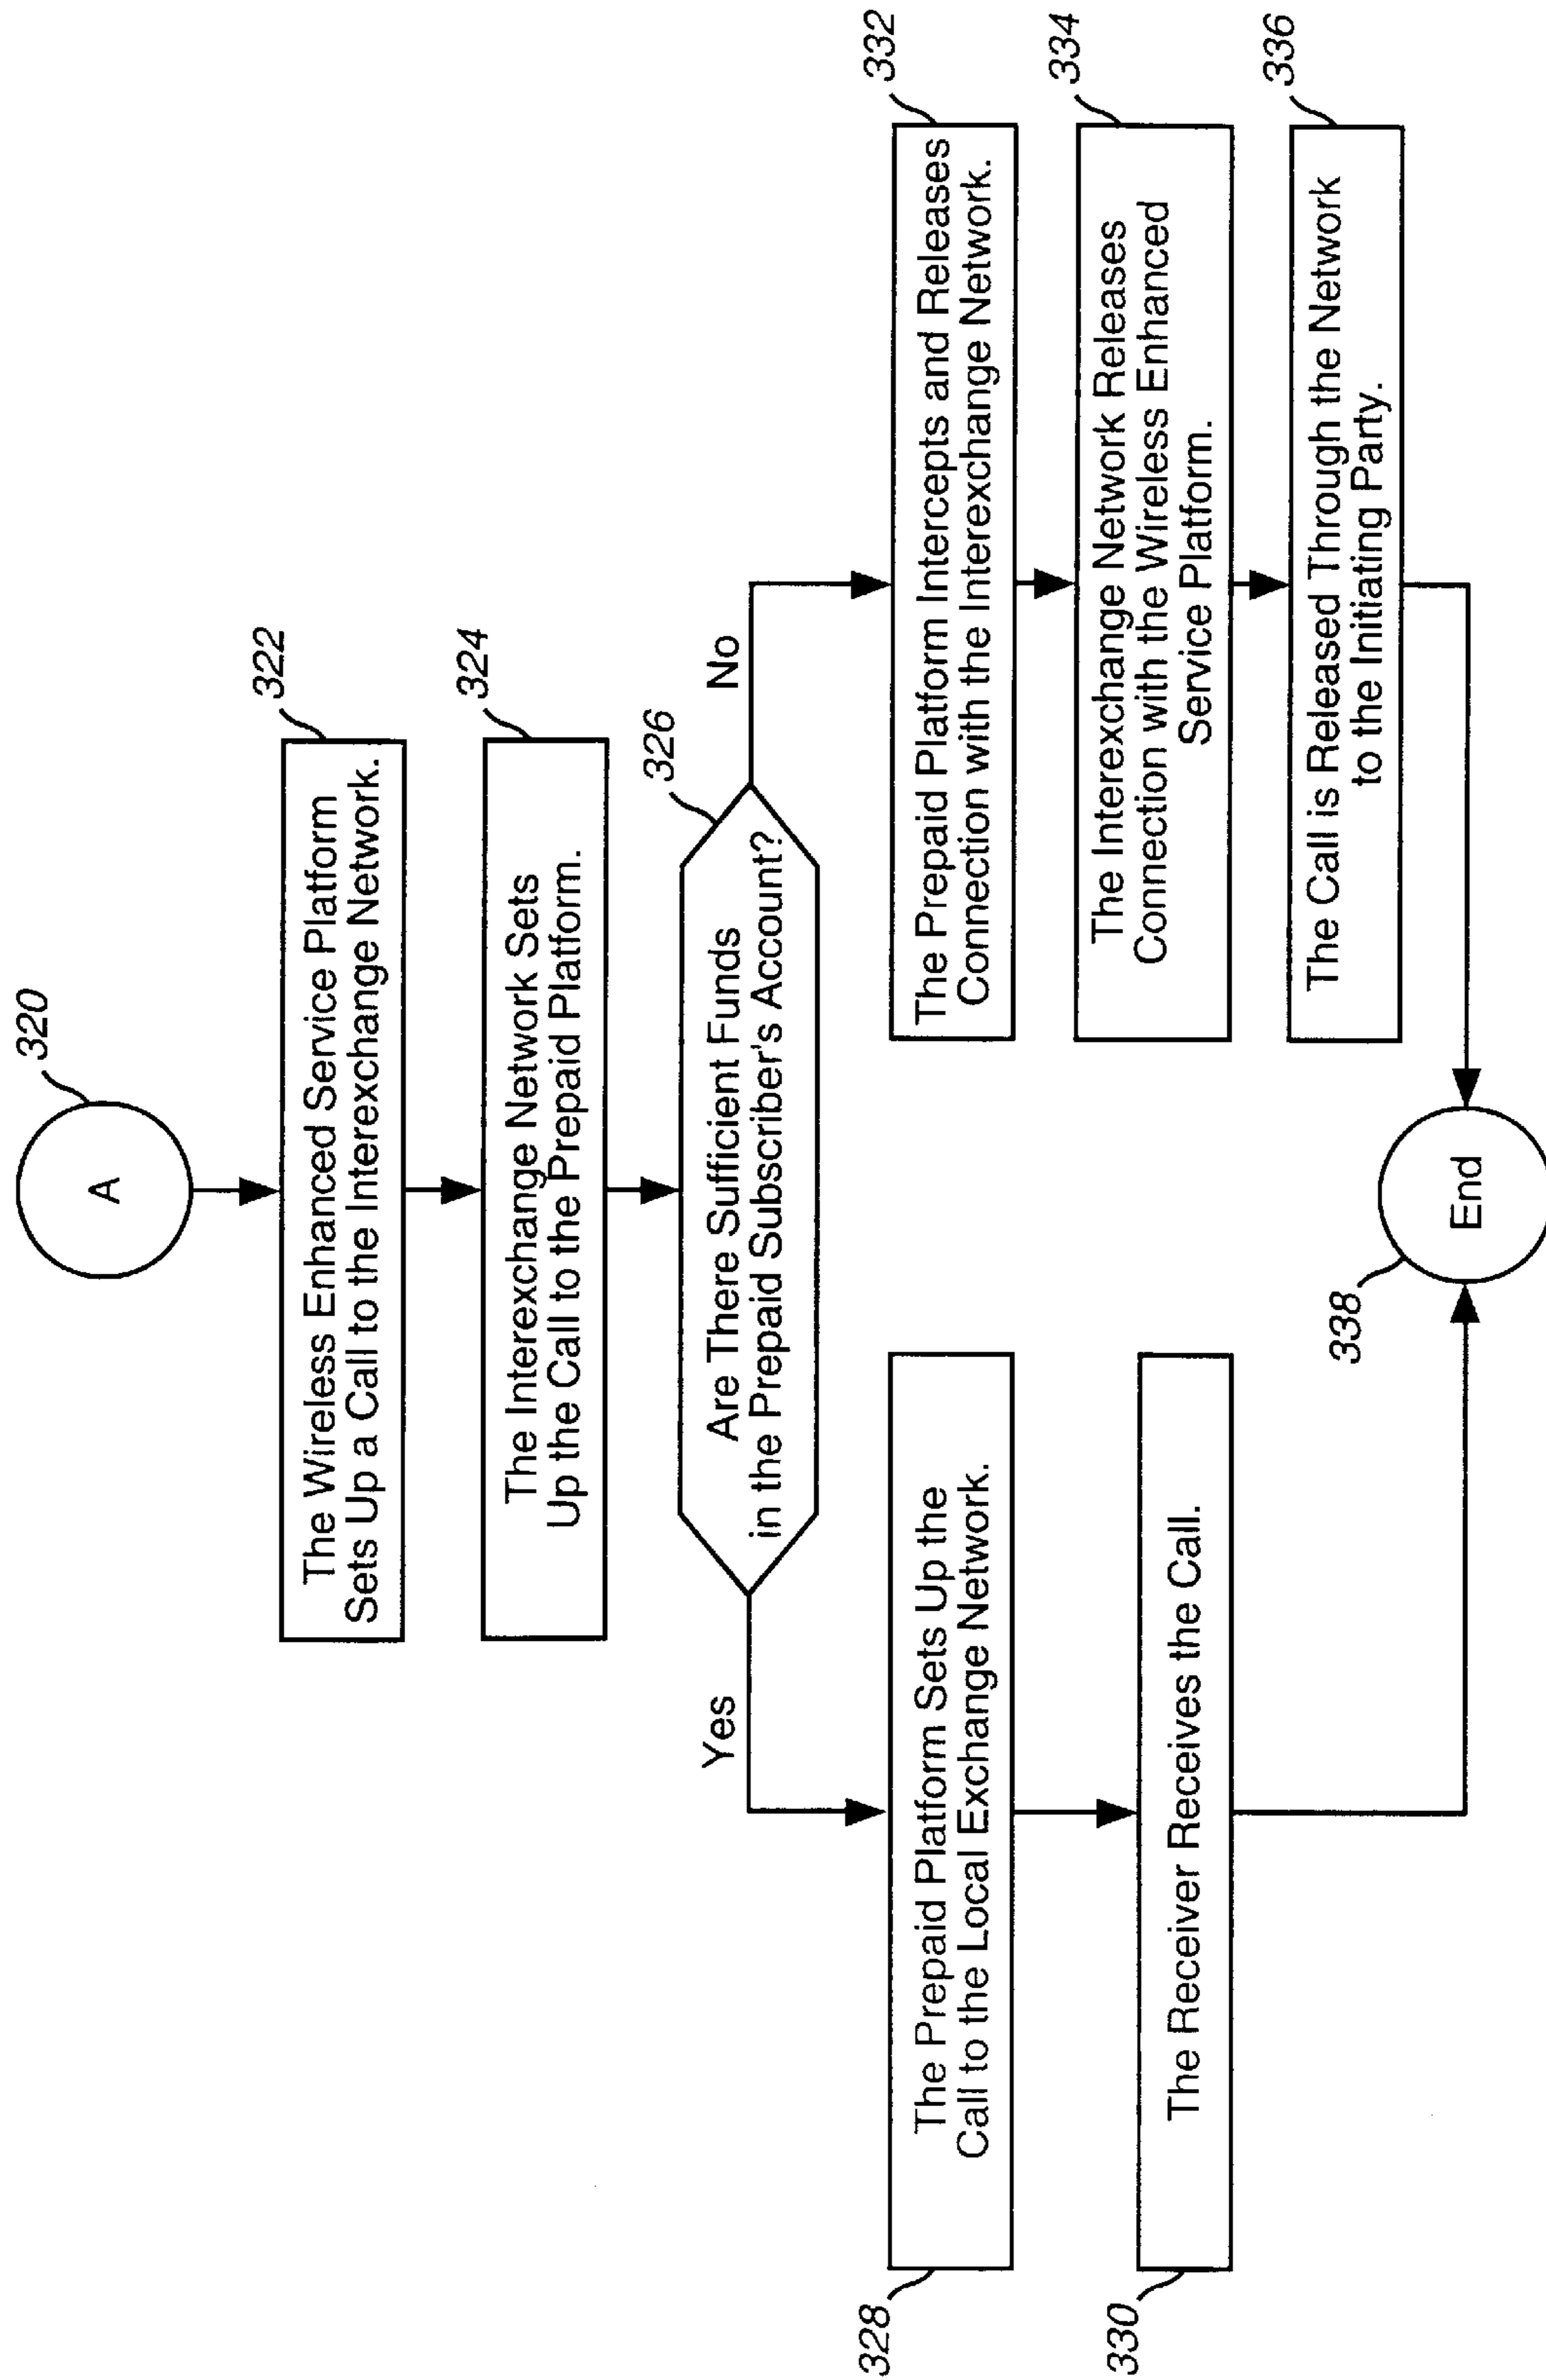 320
A
322
The Wireless Enhanced Service Platform
Sets Up a Call to the Interexchange Network.
324
The Interexchange Network Sets
Up the Call to the Prepaid Platform.
326
Are There Sufficient Funds
in the Prepaid Subscriber's Account?
Yes
No
328
The Prepaid Platform Sets Up the
Call to the Local Exchange Network.
330
The Receiver Receives the Call.
332
The Prepaid Platform Intercepts and Releases
Connection with the Interexchange Network.
334
The Interexchange Network Releases
Connection with the Wireless Enhanced
Service Platform.
336
The Call is Released Through the Network
to the Initiating Party.
338
End